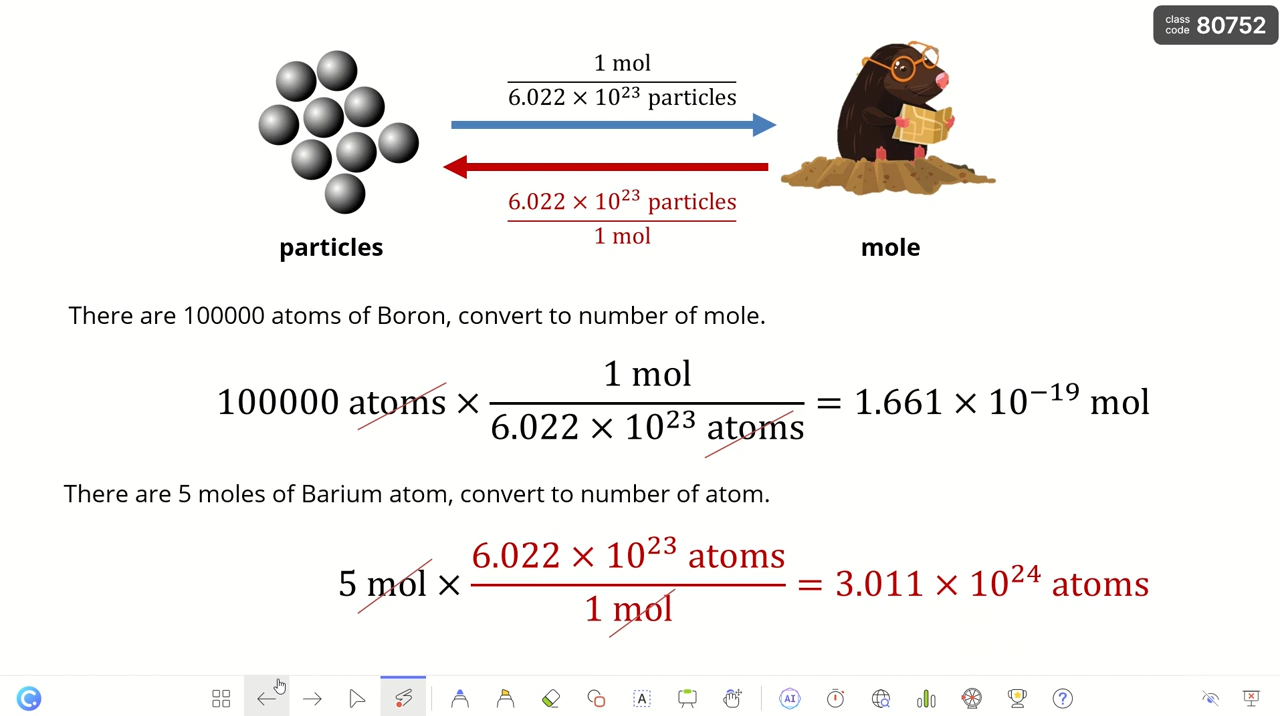 class code 80752
1 mol
6.022 × 10²³ particles
6.022 × 10²³ particles
1 mol
particles
mole
There are 100000 atoms of Boron, convert to number of mole.
100000 atoms × 1 mol / 6.022 × 10²³ atoms = 1.661 × 10⁻¹⁹ mol
There are 5 moles of Barium atom, convert to number of atom.
5 mol × 6.022 × 10²³ atoms / 1 mol = 3.011 × 10²⁴ atoms
A
AI
?